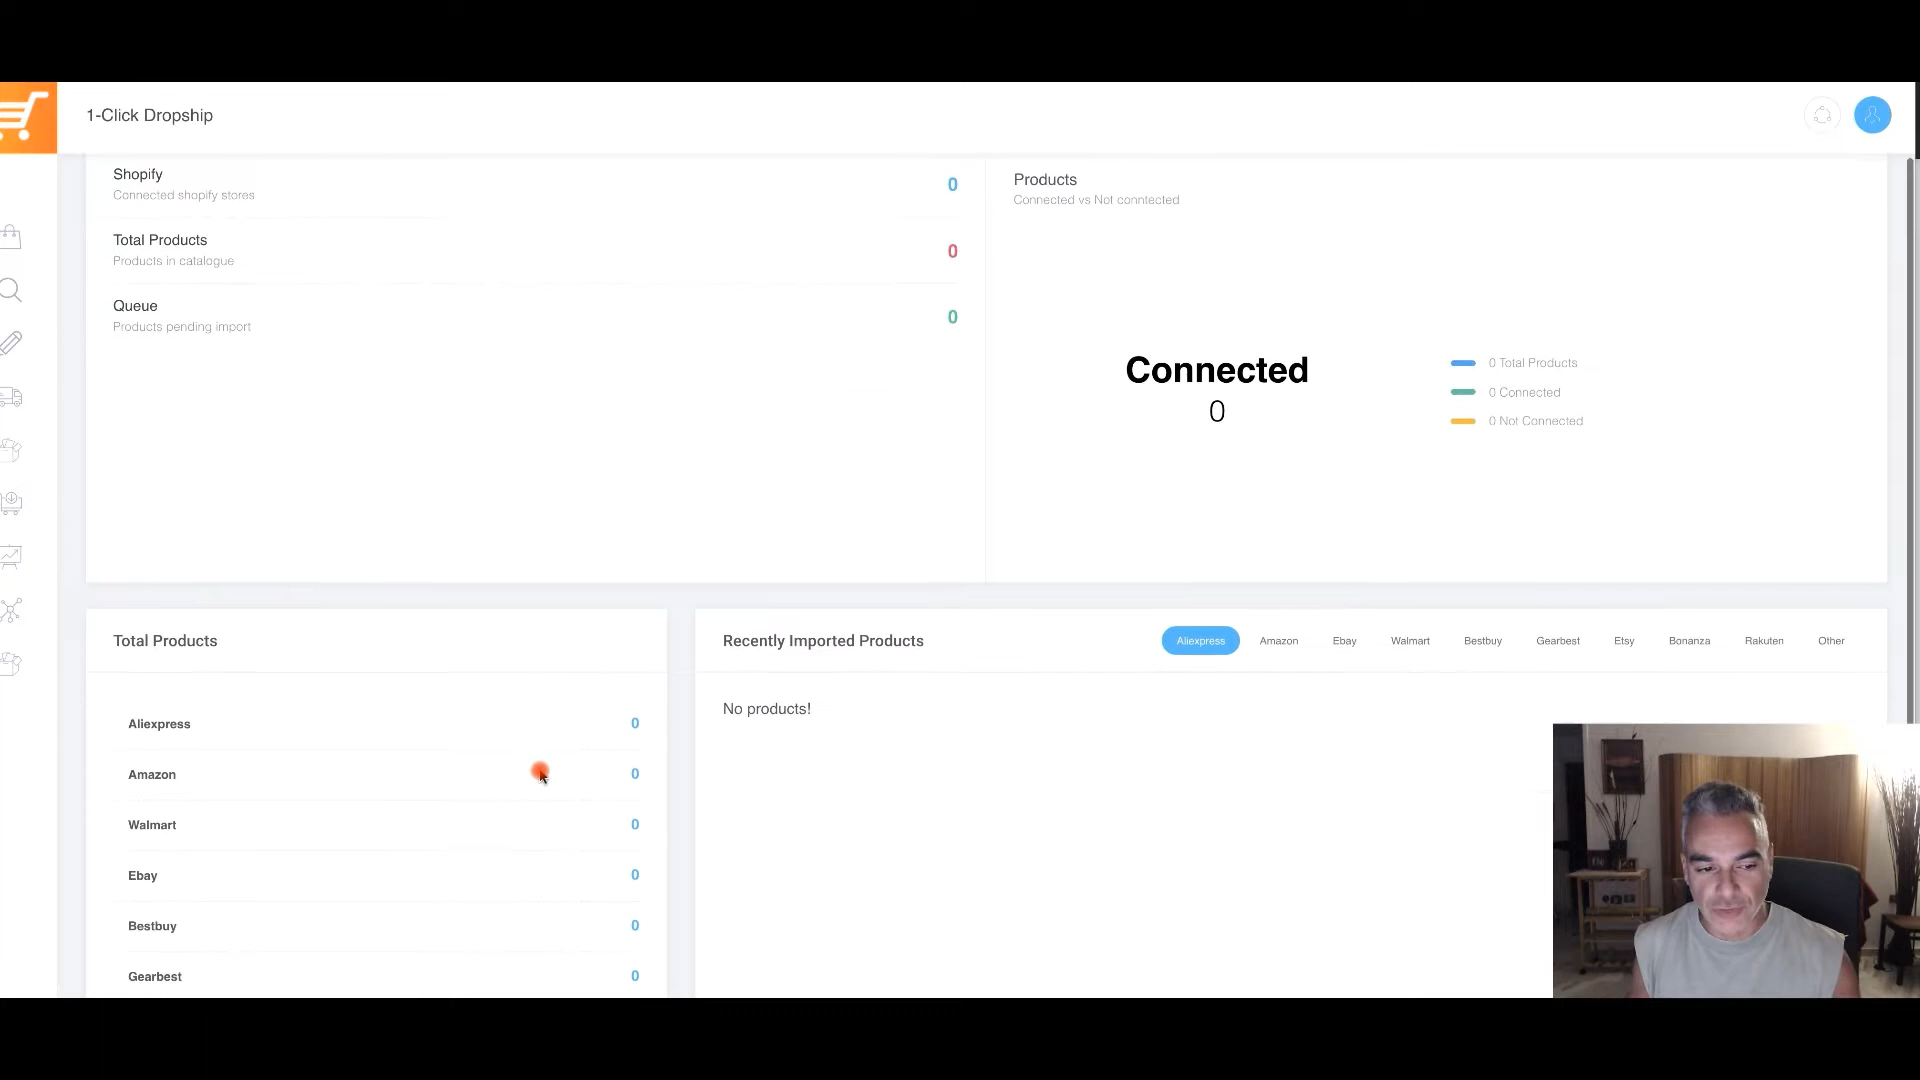 1-Click Dropship
Shopify
Connected shopify stores
0
Total Products
Products in catalogue
0
Queue
Products pending import
0
Products
Connected vs Not conntected
Connected
0
0 Total Products
0 Connected
0 Not Connected
Total Products
Aliexpress 0
Amazon 0
Walmart 0
Ebay 0
Bestbuy 0
Gearbest 0
Recently Imported Products
Aliexpress Amazon Ebay Walmart Bestbuy Gearbest Etsy Bonanza Rakuten Other
No products!